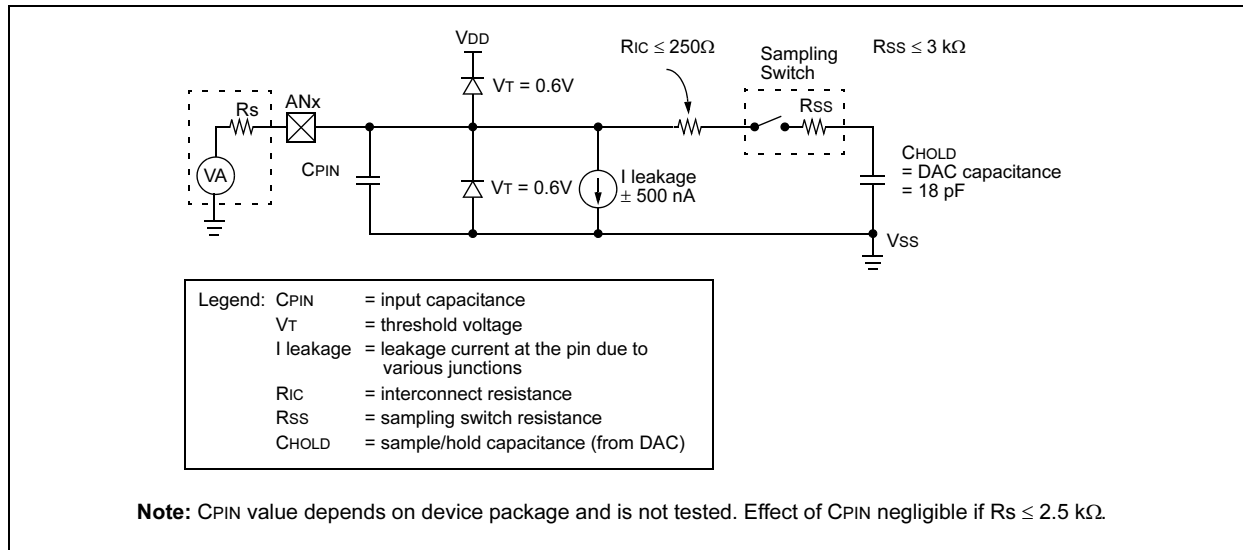 VDD
RIC ≤ 250Ω
Sampling
Switch
RSS ≤ 3 kΩ
VT = 0.6V
Rs
ANx
RSS
VA
CPIN
VT = 0.6V
I leakage
± 500 nA
CHOLD
= DAC capacitance
= 18 pF
VSS
Legend: CPIN = input capacitance
VT = threshold voltage
I leakage = leakage current at the pin due to
various junctions
RIC = interconnect resistance
RSS = sampling switch resistance
CHOLD = sample/hold capacitance (from DAC)
Note: CPIN value depends on device package and is not tested. Effect of CPIN negligible if Rs ≤ 2.5 kΩ.